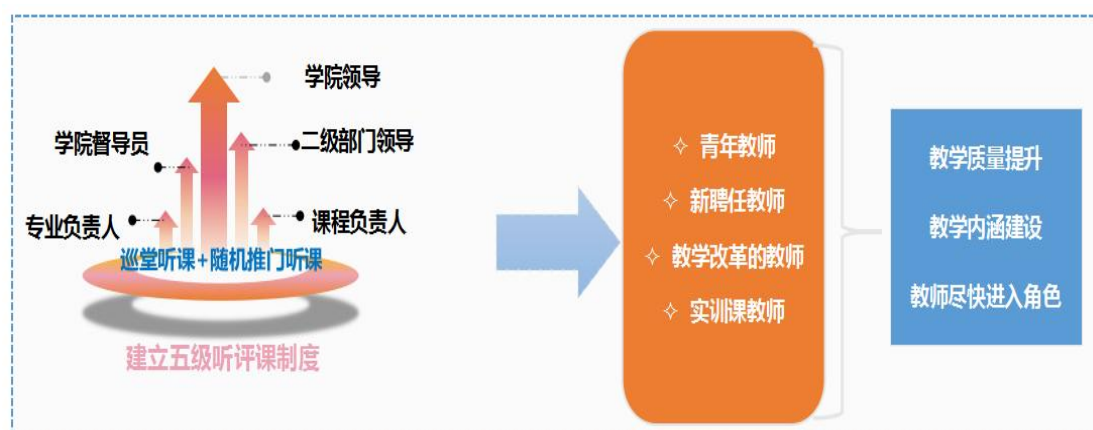 学院领导
学院督导员
二级部门领导
专业负责人
课程负责人
巡堂听课+随机推门听课
建立五级听评课制度
✧ 青年教师
✧ 新聘任教师
✧ 教学改革的教师
✧ 实训课教师
教学质量提升
教学内涵建设
教师尽快进入角色